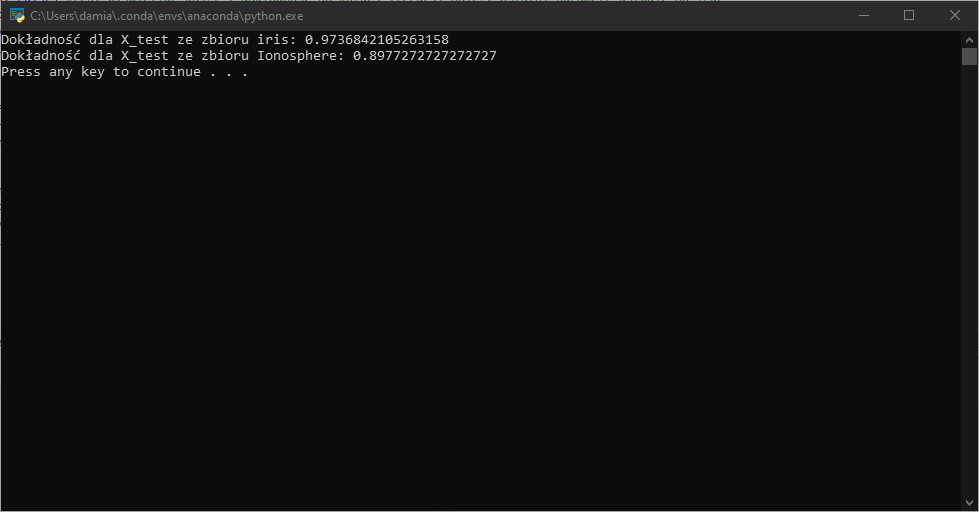 C:\Users\damia\.conda\envs\anaconda\python.exe
Dokładność dla X_test ze zbioru iris: 0.9736842105263158
Dokładność dla X_test ze zbioru Ionosphere: 0.8977272727272727
Press any key to continue . . .